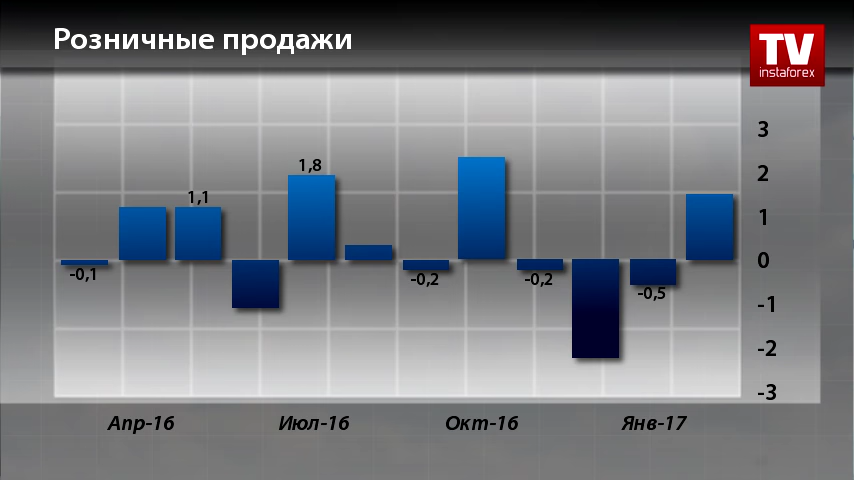 Розничные продажи
TV
instaforex
3
2
1
0
-1
-2
-3
-0,1
1,1
1,8
-0,2
-0,2
-0,5
Апр-16
Июл-16
Окт-16
Янв-17